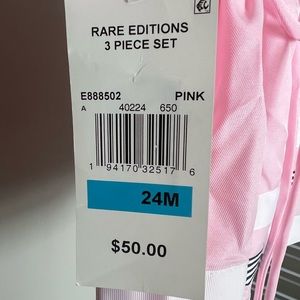 RARE EDITIONS
3 PIECE SET
E888502 PINK
A 40224 650
1 94170 32517 6
24M
$50.00